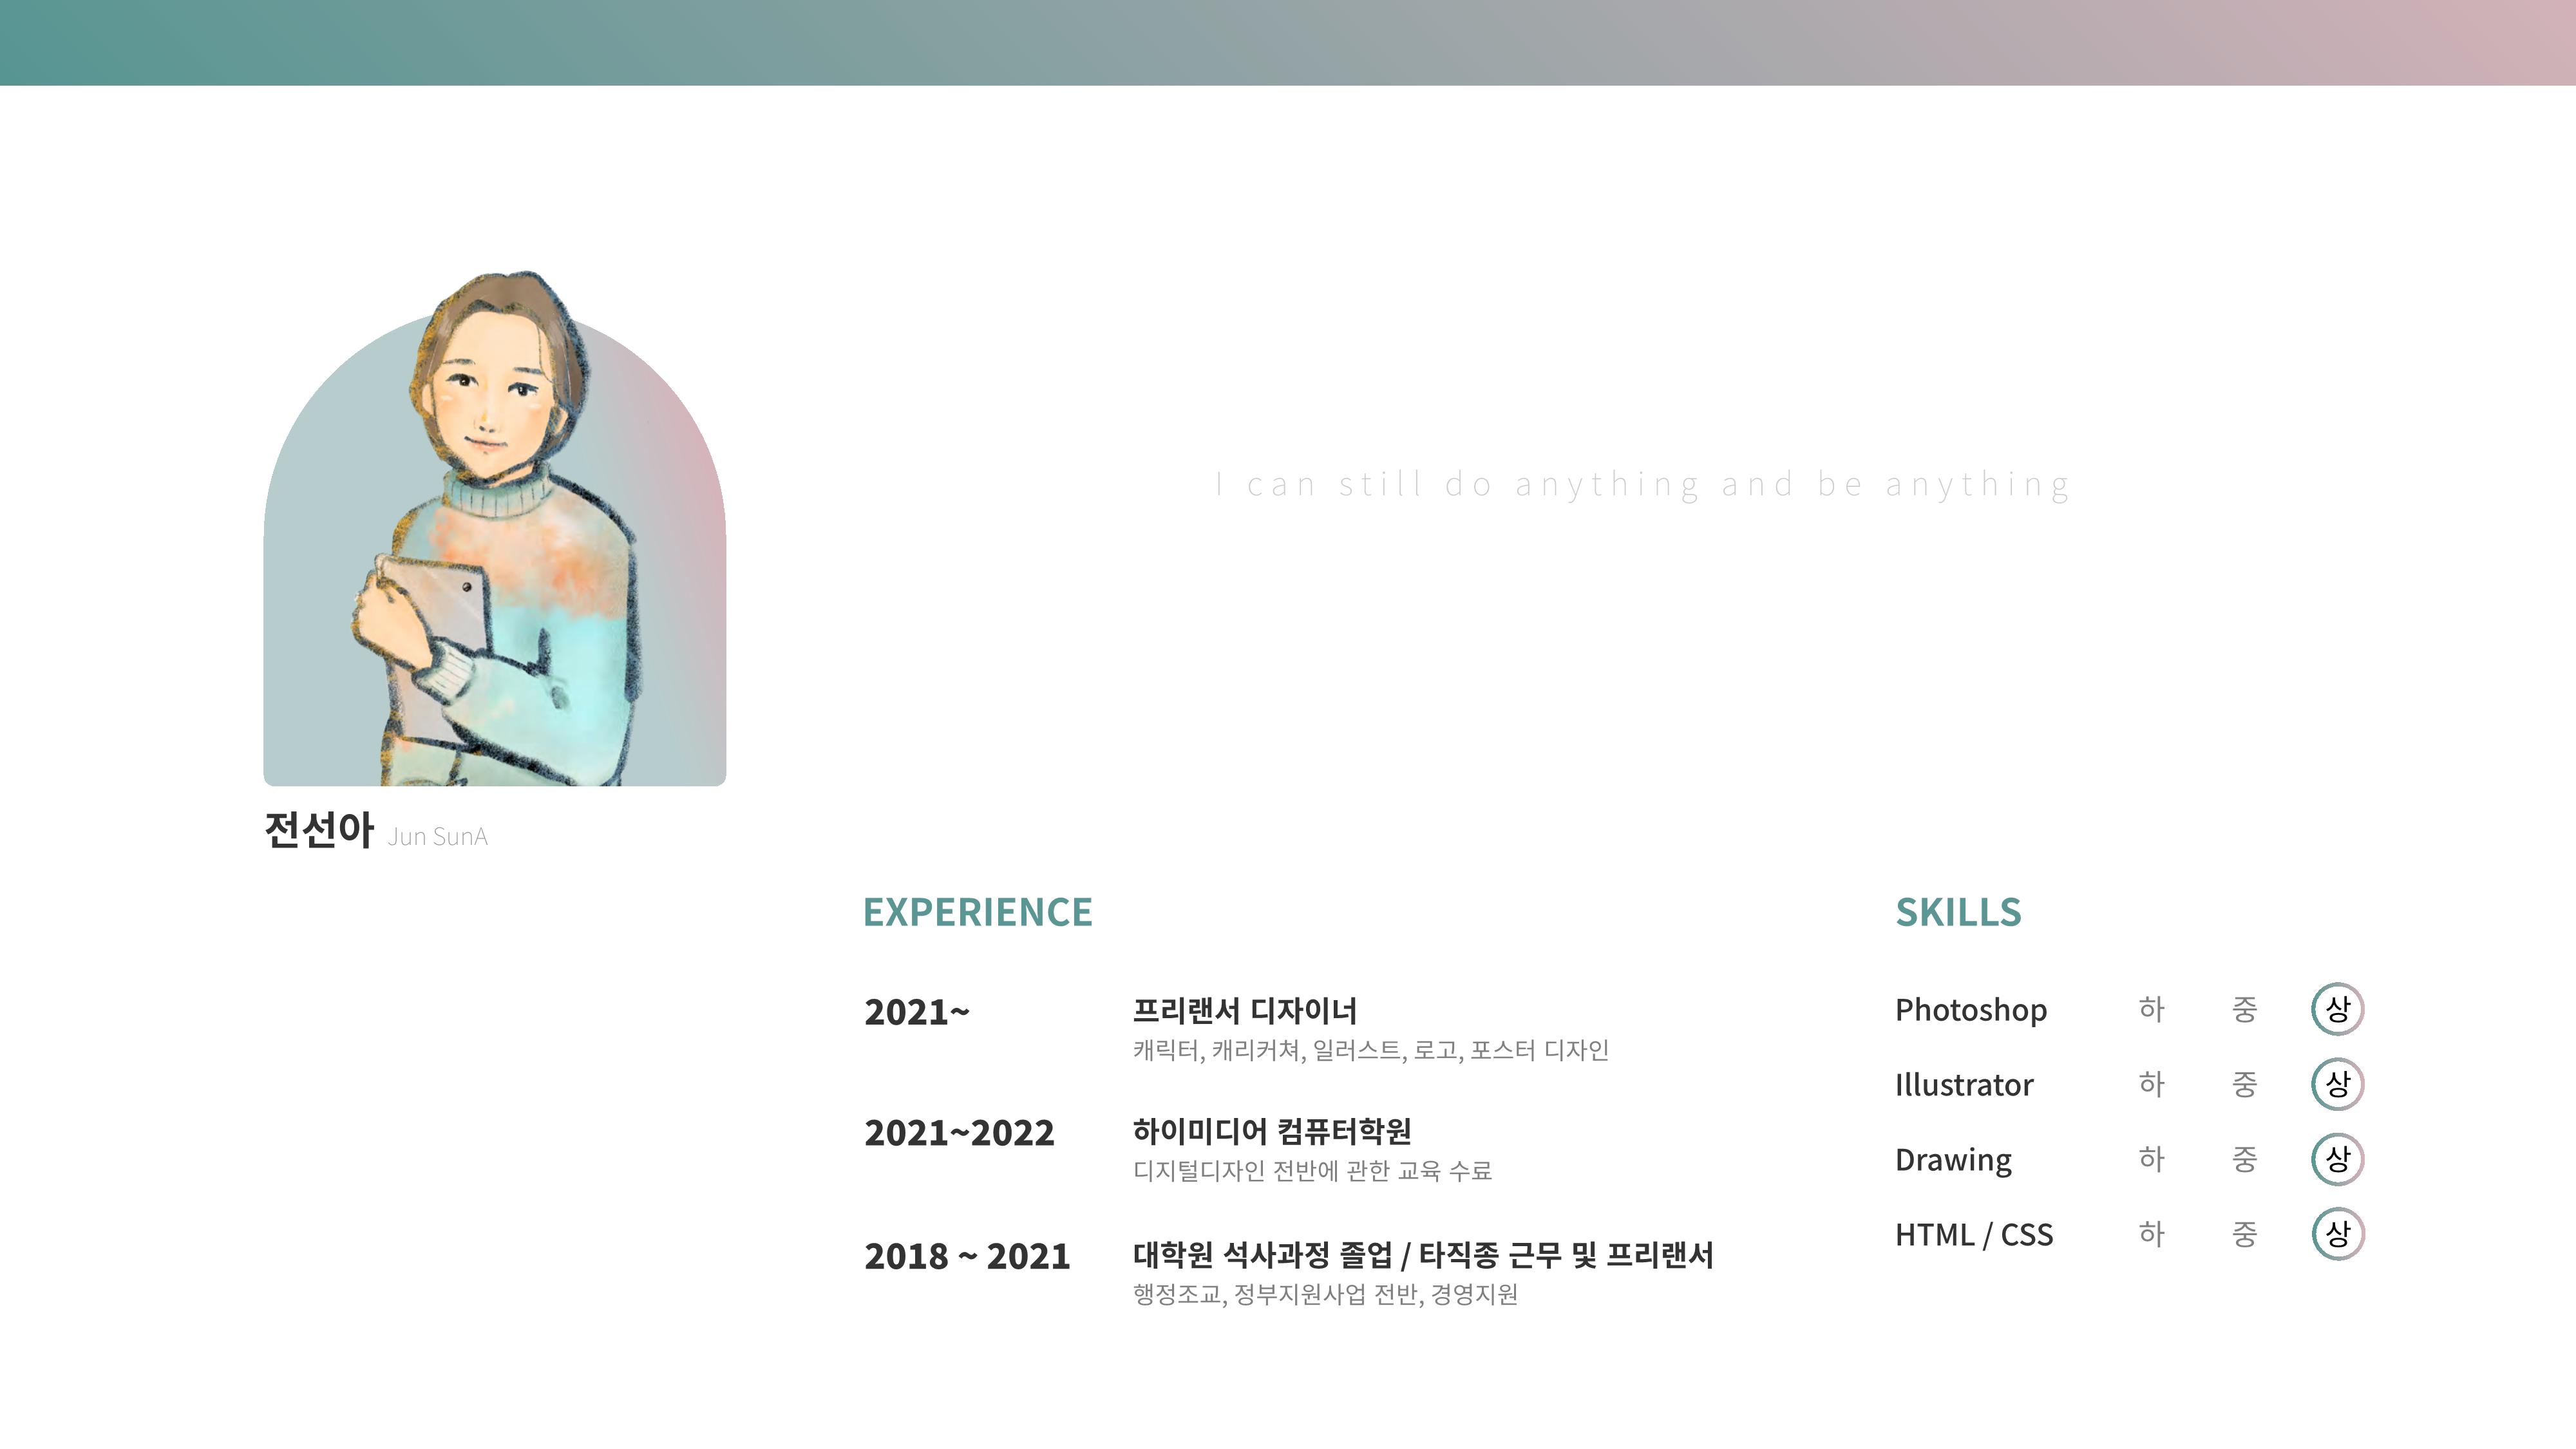 I can still do anything and be anything
전선아 Jun SunA
EXPERIENCE
2021~ 프리랜서 디자이너
캐릭터, 캐리커쳐, 일러스트, 로고, 포스터 디자인
2021~2022 하이미디어 컴퓨터학원
디지털디자인 전반에 관한 교육 수료
2018 ~ 2021 대학원 석사과정 졸업 / 타직종 근무 및 프리랜서
행정조교, 정부지원사업 전반, 경영지원
SKILLS
Photoshop 하 중 상
Illustrator 하 중 상
Drawing 하 중 상
HTML / CSS 하 중 상